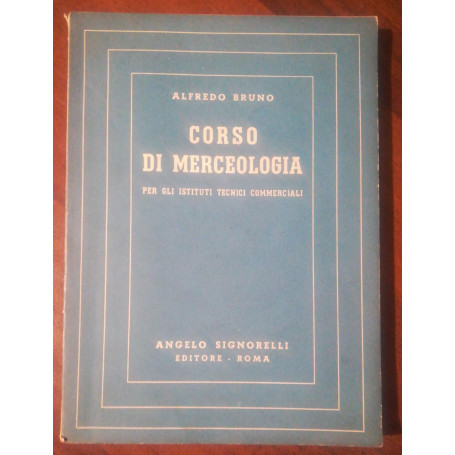 ALFREDO BRUNO
CORSO
DI MERCEOLOGIA
PER GLI ISTITUTI TECNICI COMMERCIALI
ANGELO SIGNORELLI
EDITORE - ROMA